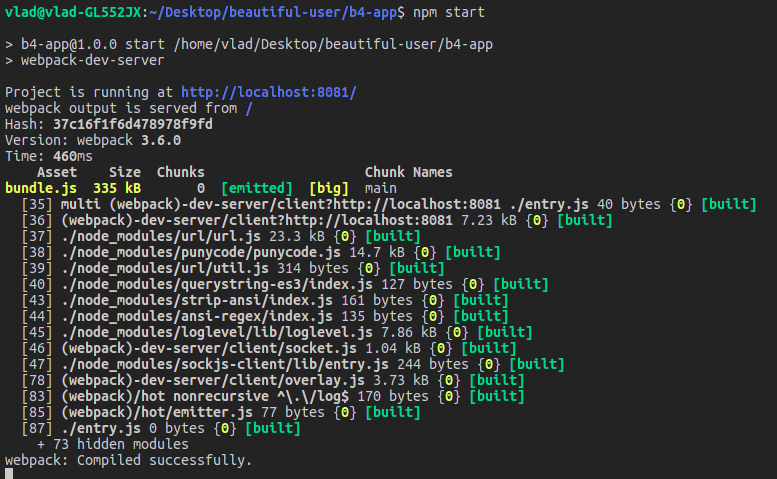 vlad@vlad-GL552JX:~/Desktop/beautiful-user/b4-app$ npm start
> b4-app@1.0.0 start /home/vlad/Desktop/beautiful-user/b4-app
> webpack-dev-server
Project is running at http://localhost:8081/
webpack output is served from /
Hash: 37c16f1f6d478978f9fd
Version: webpack 3.6.0
Time: 460ms
Asset Size Chunks Chunk Names
bundle.js 335 kB 0 [emitted] [big] main
[35] multi (webpack)-dev-server/client?http://localhost:8081 ./entry.js 40 bytes {0} [built]
[36] (webpack)-dev-server/client?http://localhost:8081 7.23 kB {0} [built]
[37] ./node_modules/url/url.js 23.3 kB {0} [built]
[38] ./node_modules/punycode/punycode.js 14.7 kB {0} [built]
[39] ./node_modules/url/util.js 314 bytes {0} [built]
[40] ./node_modules/querystring-es3/index.js 127 bytes {0} [built]
[43] ./node_modules/strip-ansi/index.js 161 bytes {0} [built]
[44] ./node_modules/ansi-regex/index.js 135 bytes {0} [built]
[45] ./node_modules/loglevel/lib/loglevel.js 7.86 kB {0} [built]
[46] (webpack)-dev-server/client/socket.js 1.04 kB {0} [built]
[47] ./node_modules/sockjs-client/lib/entry.js 244 bytes {0} [built]
[78] (webpack)-dev-server/client/overlay.js 3.73 kB {0} [built]
[83] (webpack)/hot nonrecursive ^\.\/log$ 170 bytes {0} [built]
[85] (webpack)/hot/emitter.js 77 bytes {0} [built]
[87] ./entry.js 0 bytes {0} [built]
+ 73 hidden modules
webpack: Compiled successfully.